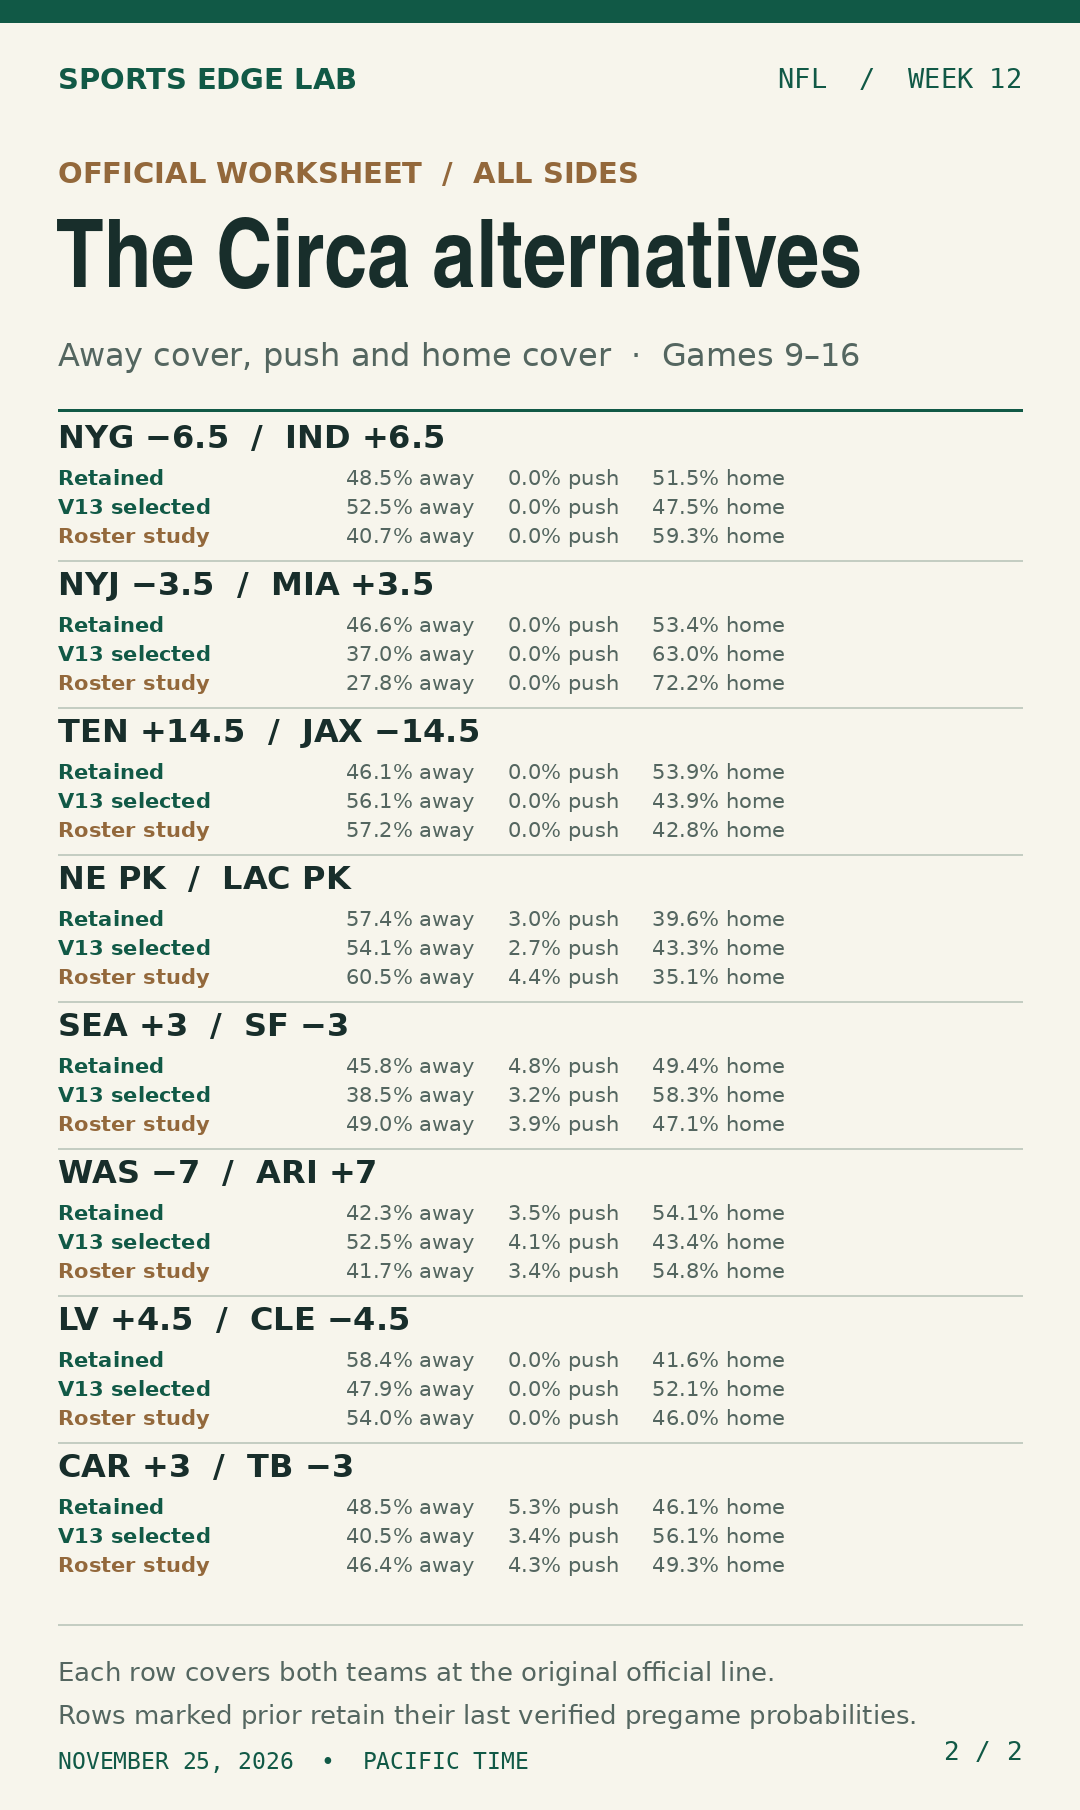 SPORTS EDGE LAB NFL / WEEK 12
OFFICIAL WORKSHEET / ALL SIDES
The Circa alternatives
Away cover, push and home cover · Games 9–16
NYG −6.5 / IND +6.5
Retained 48.5% away 0.0% push 51.5% home
V13 selected 52.5% away 0.0% push 47.5% home
Roster study 40.7% away 0.0% push 59.3% home
NYJ −3.5 / MIA +3.5
Retained 46.6% away 0.0% push 53.4% home
V13 selected 37.0% away 0.0% push 63.0% home
Roster study 27.8% away 0.0% push 72.2% home
TEN +14.5 / JAX −14.5
Retained 46.1% away 0.0% push 53.9% home
V13 selected 56.1% away 0.0% push 43.9% home
Roster study 57.2% away 0.0% push 42.8% home
NE PK / LAC PK
Retained 57.4% away 3.0% push 39.6% home
V13 selected 54.1% away 2.7% push 43.3% home
Roster study 60.5% away 4.4% push 35.1% home
SEA +3 / SF −3
Retained 45.8% away 4.8% push 49.4% home
V13 selected 38.5% away 3.2% push 58.3% home
Roster study 49.0% away 3.9% push 47.1% home
WAS −7 / ARI +7
Retained 42.3% away 3.5% push 54.1% home
V13 selected 52.5% away 4.1% push 43.4% home
Roster study 41.7% away 3.4% push 54.8% home
LV +4.5 / CLE −4.5
Retained 58.4% away 0.0% push 41.6% home
V13 selected 47.9% away 0.0% push 52.1% home
Roster study 54.0% away 0.0% push 46.0% home
CAR +3 / TB −3
Retained 48.5% away 5.3% push 46.1% home
V13 selected 40.5% away 3.4% push 56.1% home
Roster study 46.4% away 4.3% push 49.3% home
Each row covers both teams at the original official line.
Rows marked prior retain their last verified pregame probabilities.
NOVEMBER 25, 2026 • PACIFIC TIME 2 / 2